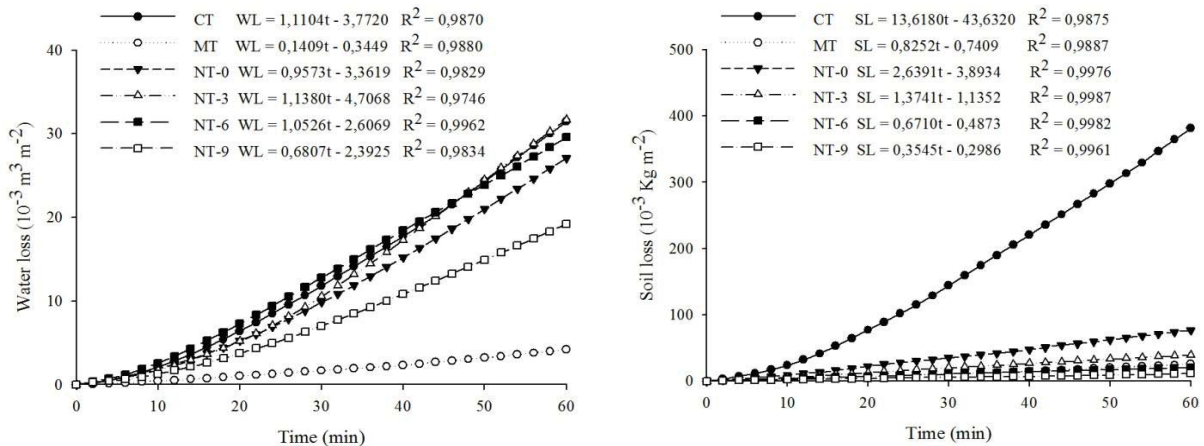 CT WL = 1,1104t - 3,7720 R² = 0,9870
MT WL = 0,1409t - 0,3449 R² = 0,9880
NT-0 WL = 0,9573t - 3,3619 R² = 0,9829
NT-3 WL = 1,1380t - 4,7068 R² = 0,9746
NT-6 WL = 1,0526t - 2,6069 R² = 0,9962
NT-9 WL = 0,6807t - 2,3925 R² = 0,9834
Water loss (10⁻³ m³ m⁻²)
40
30
20
10
0
0 10 20 30 40 50 60
Time (min)
CT SL = 13,6180t - 43,6320 R² = 0,9875
MT SL = 0,8252t - 0,7409 R² = 0,9887
NT-0 SL = 2,6391t - 3,8934 R² = 0,9976
NT-3 SL = 1,3741t - 1,1352 R² = 0,9987
NT-6 SL = 0,6710t - 0,4873 R² = 0,9982
NT-9 SL = 0,3545t - 0,2986 R² = 0,9961
Soil loss (10⁻³ Kg m⁻²)
500
400
300
200
100
0
0 10 20 30 40 50 60
Time (min)